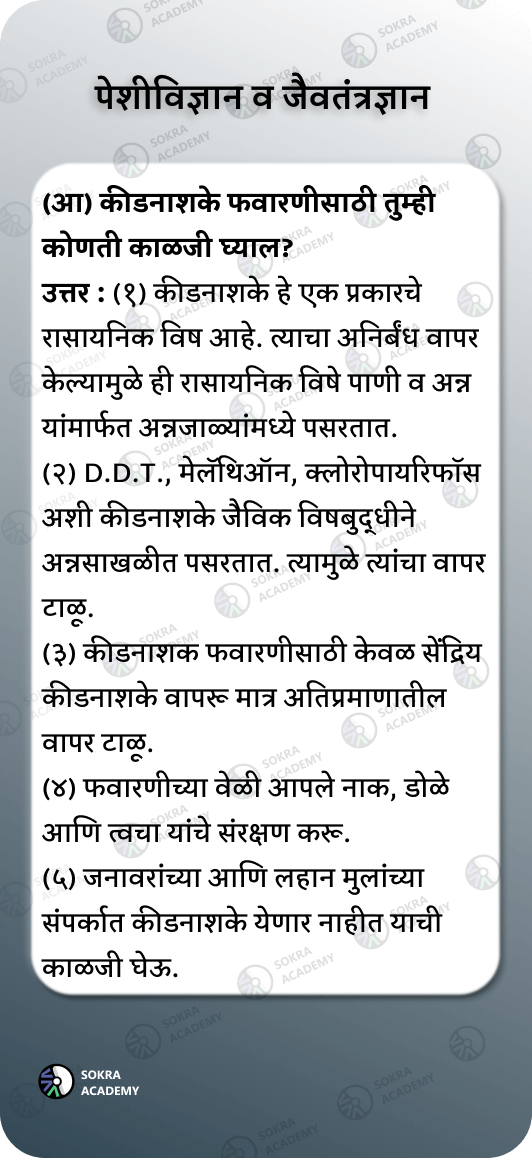 पेशीविज्ञान व जैवतंत्रज्ञान
(आ) कीडनाशके फवारणीसाठी तुम्ही
कोणती काळजी घ्याल?
उत्तर : (१) कीडनाशके हे एक प्रकारचे
रासायनिक विष आहे. त्याचा अनिर्बंध वापर
केल्यामुळे ही रासायनिक विषे पाणी व अन्न
यांमार्फत अन्नजाळ्यांमध्ये पसरतात.
(२) D.D.T., मेलॅथिऑन, क्लोरोपायरिफॉस
अशी कीडनाशके जैविक विषबुद्धीने
अन्नसाखळीत पसरतात. त्यामुळे त्यांचा वापर
टाळू.
(३) कीडनाशक फवारणीसाठी केवळ सेंद्रिय
कीडनाशके वापरू मात्र अतिप्रमाणातील
वापर टाळू.
(४) फवारणीच्या वेळी आपले नाक, डोळे
आणि त्वचा यांचे संरक्षण करू.
(५) जनावरांच्या आणि लहान मुलांच्या
संपर्कात कीडनाशके येणार नाहीत याची
काळजी घेऊ.
SOKRA
ACADEMY